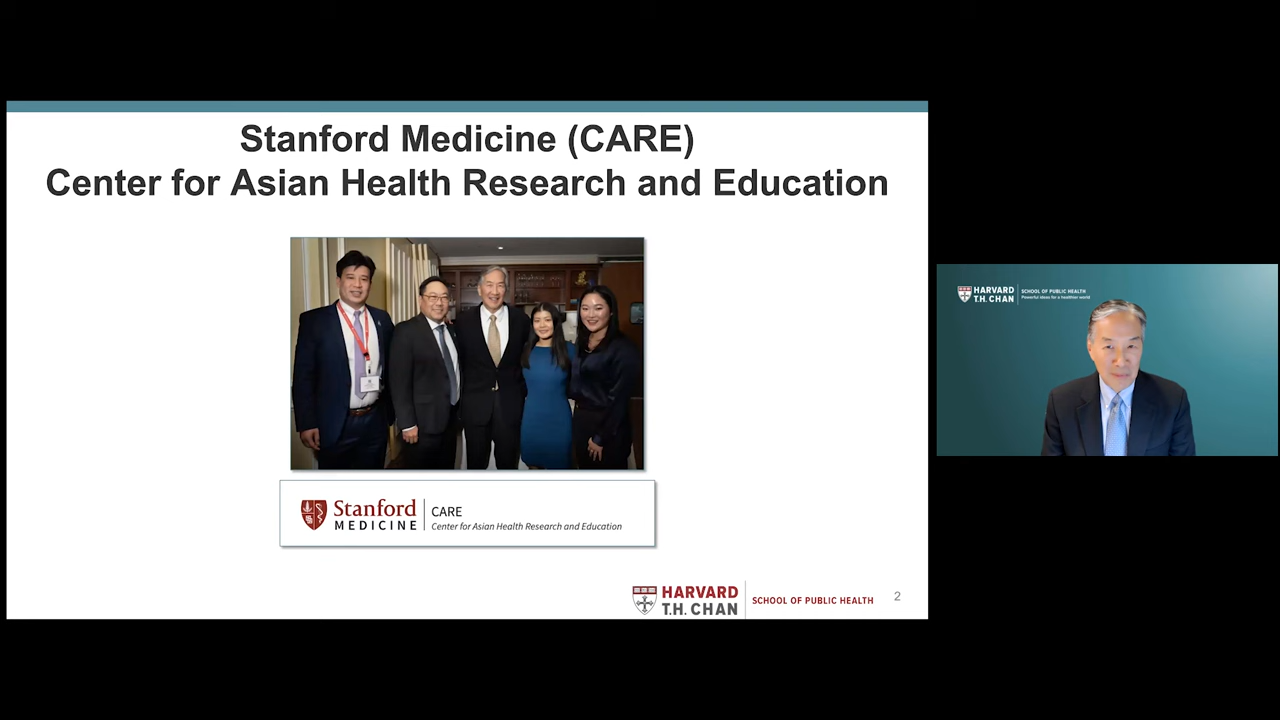 Stanford Medicine (CARE)
Center for Asian Health Research and Education
Stanford
MEDICINE
CARE
Center for Asian Health Research and Education
HARVARD
T.H. CHAN
SCHOOL OF PUBLIC HEALTH
2
HARVARD
T.H. CHAN
SCHOOL OF PUBLIC HEALTH
Powerful ideas for a healthier world